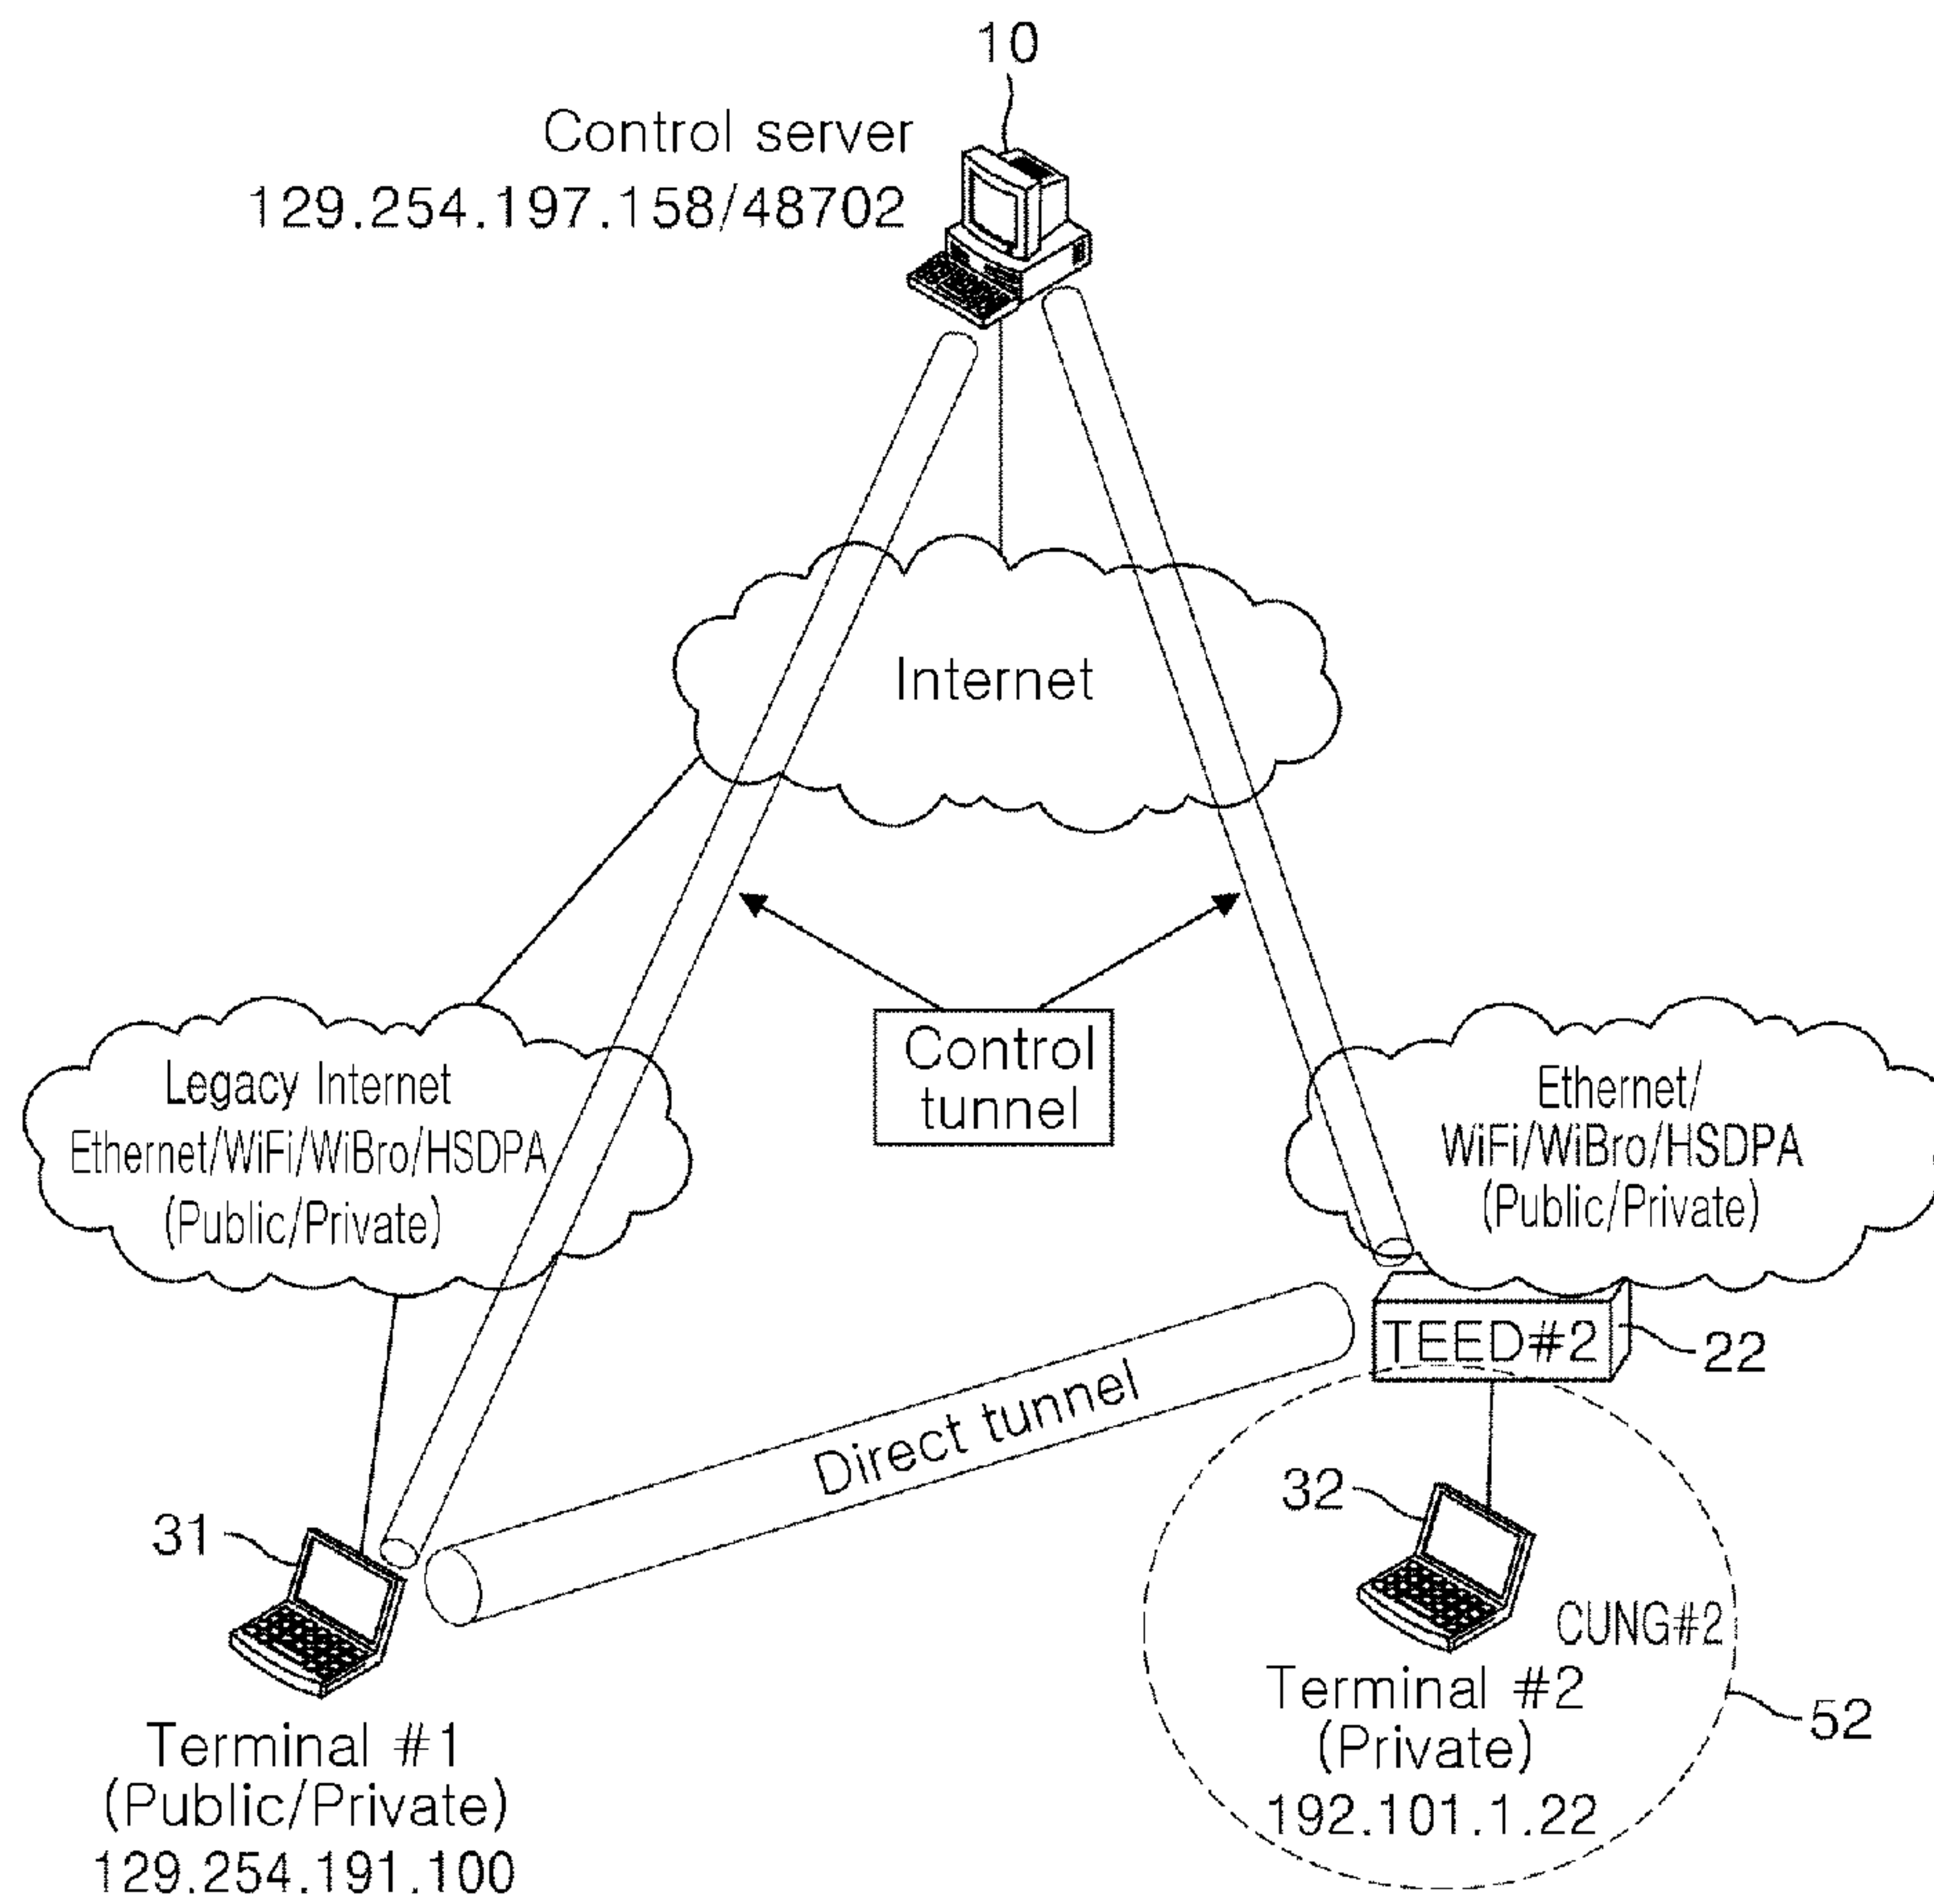 10
Control server
129.254.197.158/48702
Internet
Control
tunnel
Legacy Internet
Ethernet/WiFi/WiBro/HSDPA
(Public/Private)
Ethernet/
WiFi/WiBro/HSDPA
(Public/Private)
TEED#2
22
Direct tunnel
31
32
CUNG#2
Terminal #2
(Private)
192.101.1.22
52
Terminal #1
(Public/Private)
129.254.191.100